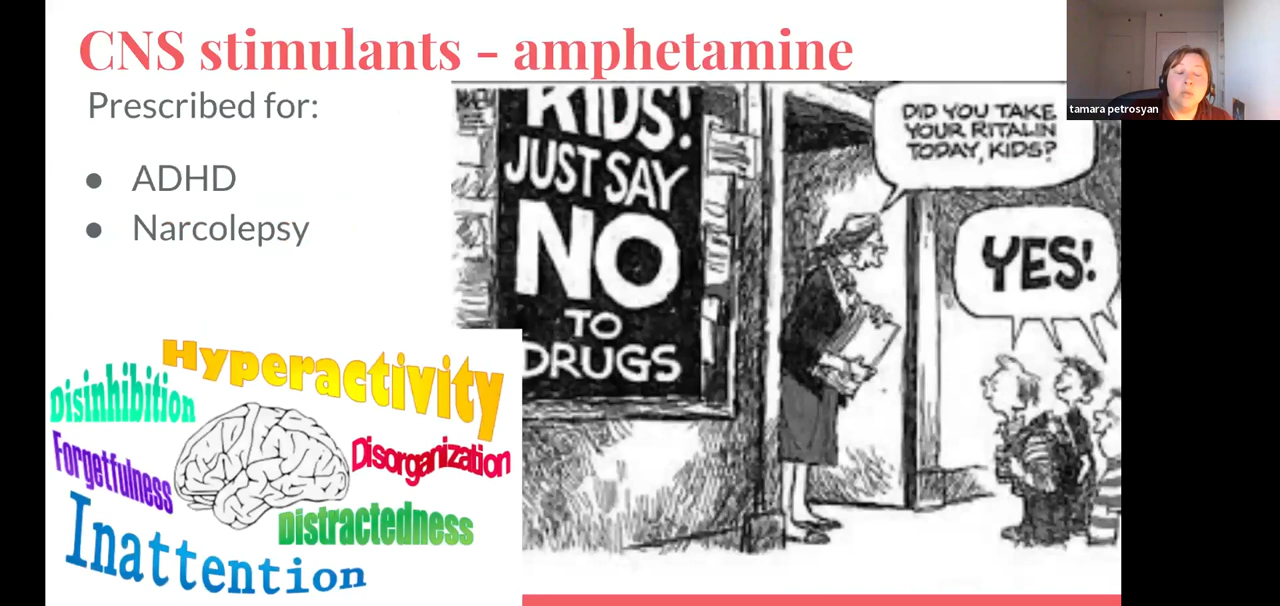 CNS stimulants - amphetamine
Prescribed for:
● ADHD
● Narcolepsy
KIDS!
JUST SAY
NO
TO
DRUGS
DID YOU TAKE
YOUR RITALIN
TODAY, KIDS?
YES!
Hyperactivity
Disinhibition
Forgetfulness
Disorganization
Distractedness
Inattention
tamara petrosyan